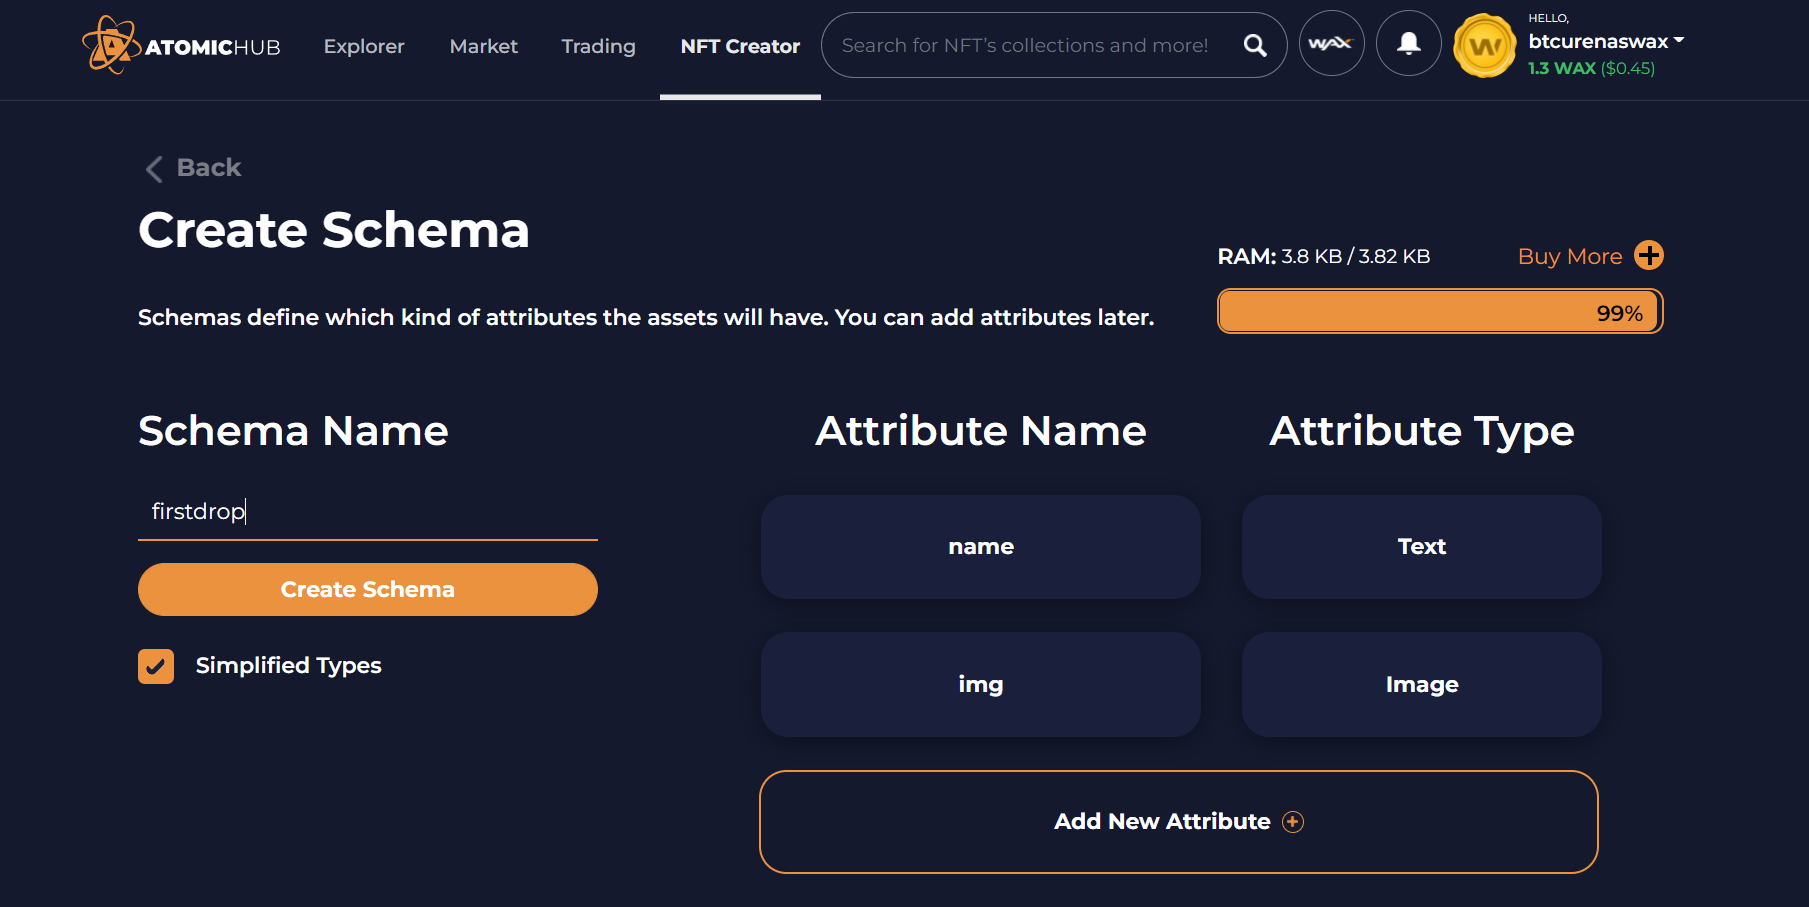 ATOMICHUB Explorer Market Trading NFT Creator Search for NFT’s collections and more! WAX HELLO,
btcurenaswax
1.3 WAX ($0.45)
Back
Create Schema
RAM: 3.8 KB / 3.82 KB Buy More
Schemas define which kind of attributes the assets will have. You can add attributes later.
99%
Schema Name Attribute Name Attribute Type
firstdrop
name Text
Create Schema
Simplified Types
img Image
Add New Attribute